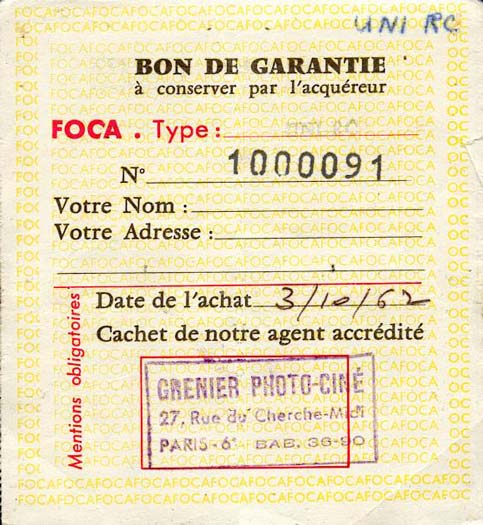 UNI RC
BON DE GARANTIE
à conserver par l'acquéreur
FOCA . Type :
N° 1000091
Votre Nom :
Votre Adresse :
Mentions obligatoires
Date de l'achat 3/10/62
Cachet de notre agent accrédité
GRENIER PHOTO-CINÉ
27, Rue du Cherche-Midi
PARIS-6e BAB. 36-90